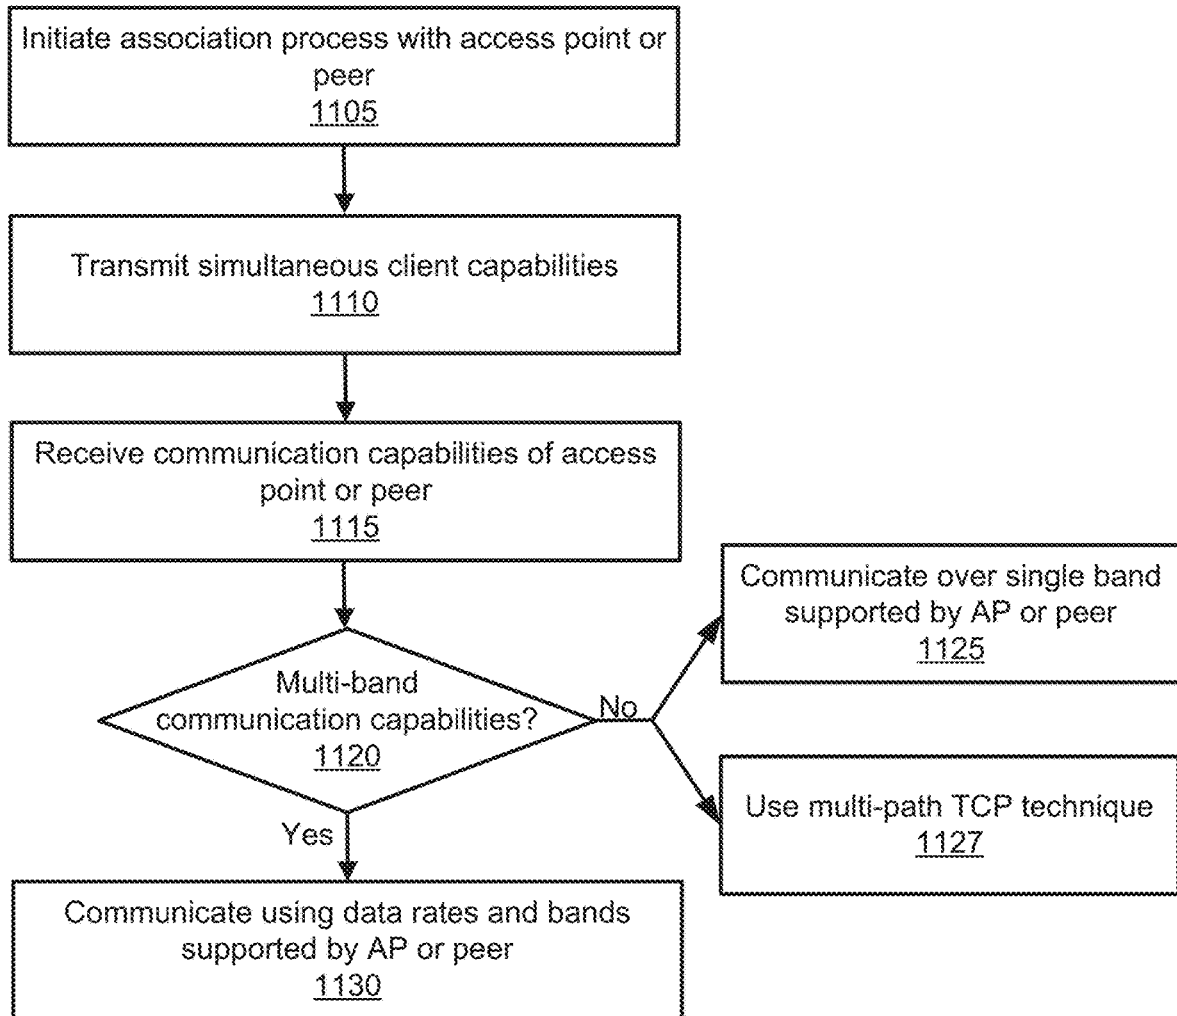 Initiate association process with access point or
peer
1105
Transmit simultaneous client capabilities
1110
Receive communication capabilities of access
point or peer
1115
Multi-band
communication capabilities?
1120
No
Communicate over single band
supported by AP or peer
1125
Use multi-path TCP technique
1127
Yes
Communicate using data rates and bands
supported by AP or peer
1130